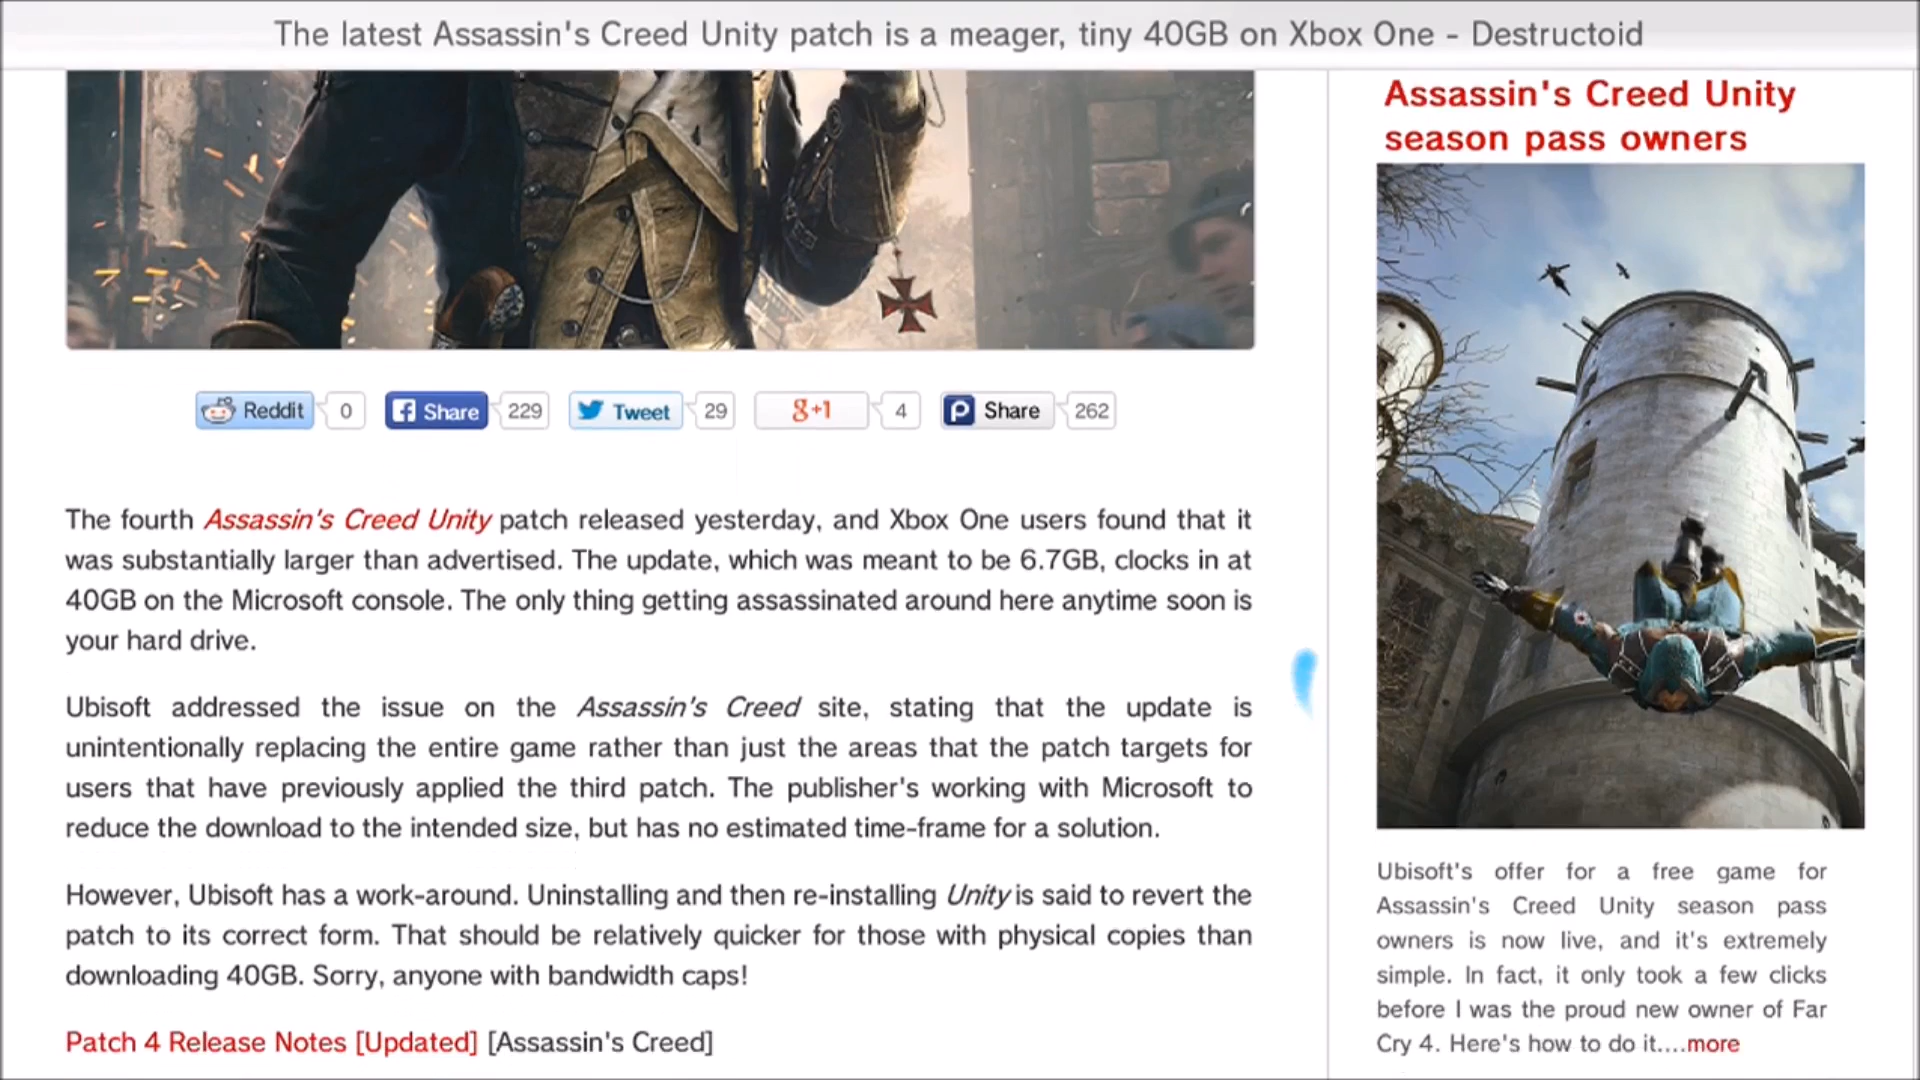 The latest Assassin's Creed Unity patch is a meager, tiny 40GB on Xbox One - Destructoid
Reddit 0 Share 229 Tweet 29 g+1 4 Share 262
The fourth Assassin's Creed Unity patch released yesterday, and Xbox One users found that it
was substantially larger than advertised. The update, which was meant to be 6.7GB, clocks in at
40GB on the Microsoft console. The only thing getting assassinated around here anytime soon is
your hard drive.
Ubisoft addressed the issue on the Assassin's Creed site, stating that the update is
unintentionally replacing the entire game rather than just the areas that the patch targets for
users that have previously applied the third patch. The publisher's working with Microsoft to
reduce the download to the intended size, but has no estimated time-frame for a solution.
However, Ubisoft has a work-around. Uninstalling and then re-installing Unity is said to revert the
patch to its correct form. That should be relatively quicker for those with physical copies than
downloading 40GB. Sorry, anyone with bandwidth caps!
Patch 4 Release Notes [Updated] [Assassin's Creed]
Assassin's Creed Unity
season pass owners
Ubisoft's offer for a free game for
Assassin's Creed Unity season pass
owners is now live, and it's extremely
simple. In fact, it only took a few clicks
before I was the proud new owner of Far
Cry 4. Here's how to do it....more